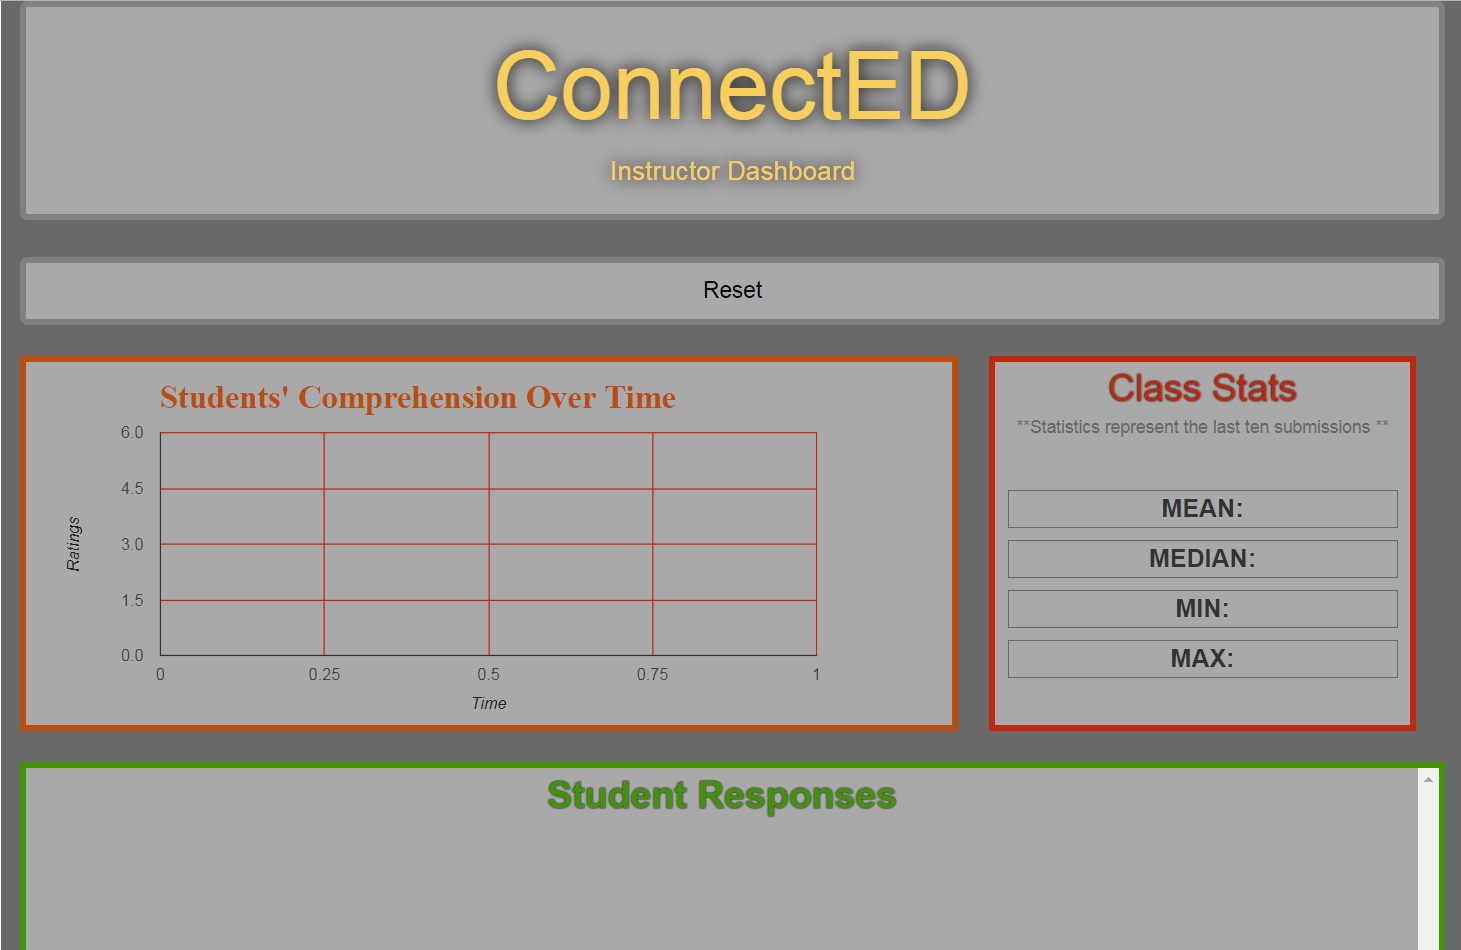 ConnectED
Instructor Dashboard
Reset
Students' Comprehension Over Time
6.0
4.5
3.0
1.5
0.0
Ratings
0 0.25 0.5 0.75 1
Time
Class Stats
**Statistics represent the last ten submissions **
MEAN:
MEDIAN:
MIN:
MAX:
Student Responses